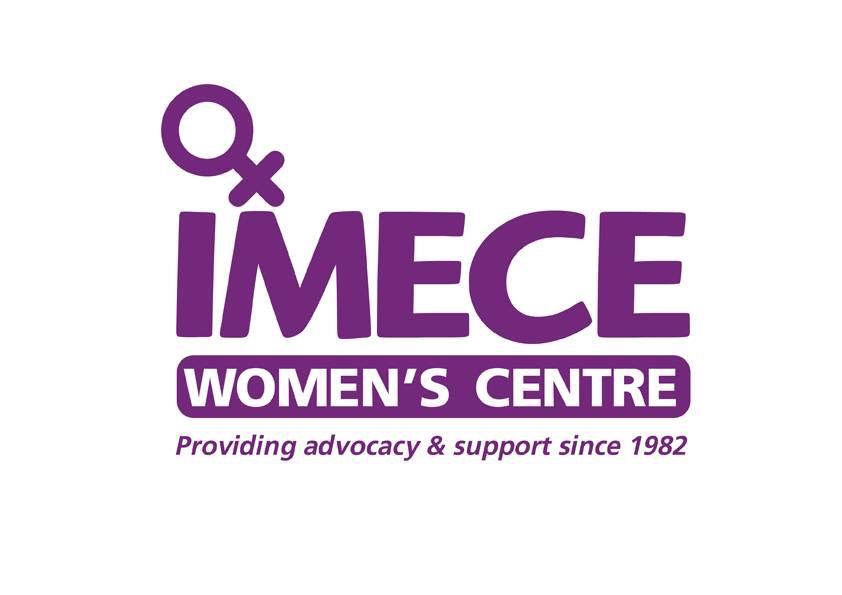 IMECE
WOMEN'S CENTRE
Providing advocacy & support since 1982